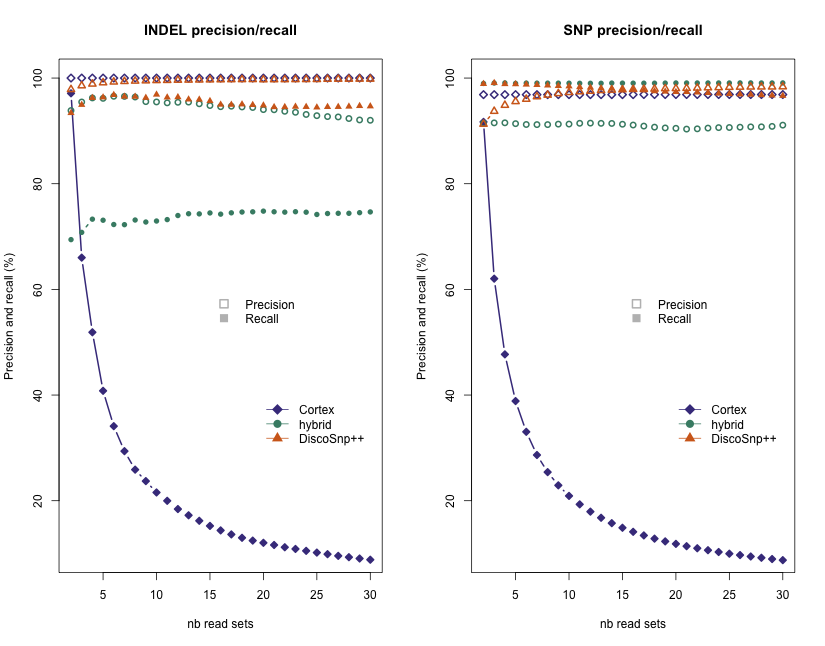 INDEL precision/recall
Precision and recall (%)
100
80
60
40
20
Precision
Recall
Cortex
hybrid
DiscoSnp++
5
10
15
20
25
30
nb read sets
SNP precision/recall
Precision and recall (%)
100
80
60
40
20
Precision
Recall
Cortex
hybrid
DiscoSnp++
5
10
15
20
25
30
nb read sets